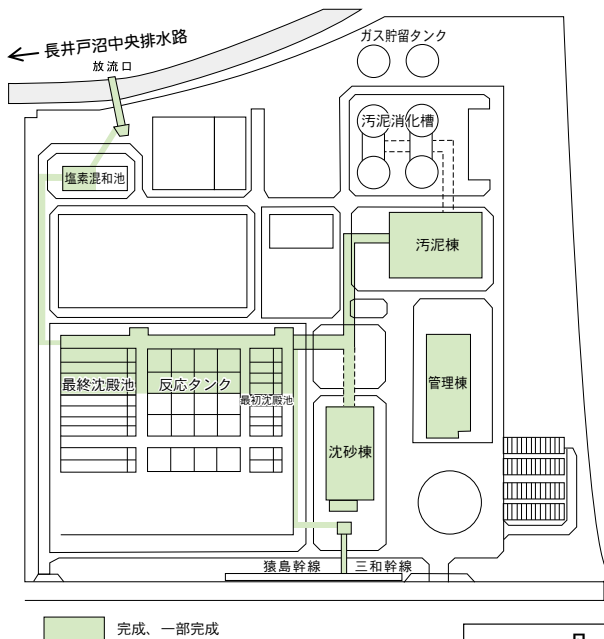 長井戸沼中央排水路
放流口
ガス貯留タンク
汚泥消化槽
塩素混和池
汚泥棟
最終沈殿池
反応タンク
最初沈殿池
管理棟
沈砂棟
猿島幹線
三和幹線
完成、一部完成